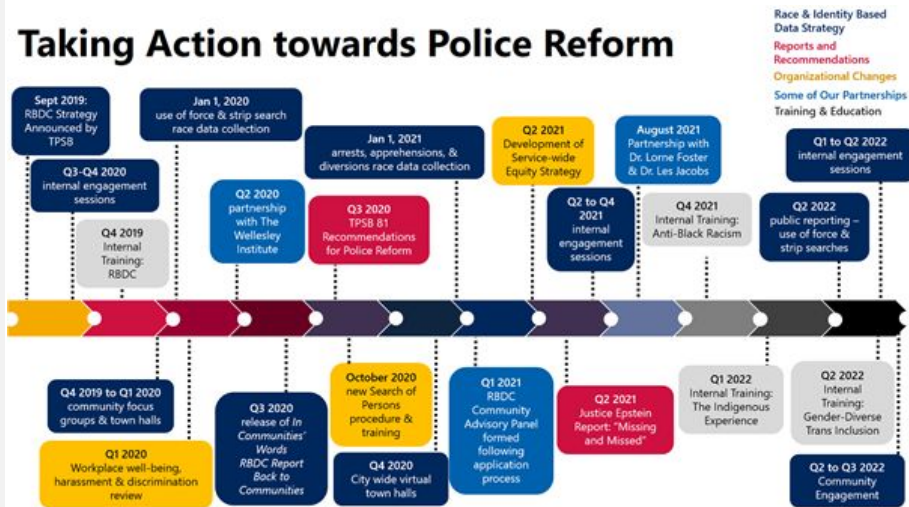 Taking Action towards Police Reform
Race & Identity Based
Data Strategy
Reports and
Recommendations
Organizational Changes
Some of Our Partnerships
Training & Education
Sept 2019:
RBDC Strategy
Announced by
TPSB
Q3-Q4 2020
internal engagement
sessions
Q4 2019
Internal
Training:
RBDC
Jan 1, 2020
use of force & strip search
race data collection
Q2 2020
partnership
with The
Wellesley
Institute
Jan 1, 2021
arrests, apprehensions, &
diversions race data collection
Q3 2020
TPSB 81
Recommendations
for Police Reform
Q2 2021
Development of
Service-wide
Equity Strategy
Q2 to Q4
2021
internal
engagement
sessions
August 2021
Partnership with
Dr. Lorne Foster
& Dr. Les Jacobs
Q4 2021
Internal Training:
Anti-Black Racism
Q1 to Q2 2022
internal engagement
sessions
Q2 2022
public reporting –
use of force &
strip searches
Q4 2019 to Q1 2020
community focus
groups & town halls
Q1 2020
Workplace well-being,
harassment & discrimination
review
Q3 2020
release of In
Communities'
Words
RBDC Report
Back to
Communities
October 2020
new Search of
Persons
procedure &
training
Q4 2020
City wide virtual
town halls
Q1 2021
RBDC
Community
Advisory Panel
formed
following
application
process
Q2 2021
Justice Epstein
Report: "Missing
and Missed"
Q1 2022
Internal Training:
The Indigenous
Experience
Q2 2022
Internal
Training:
Gender-Diverse
Trans Inclusion
Q2 to Q3 2022
Community
Engagement